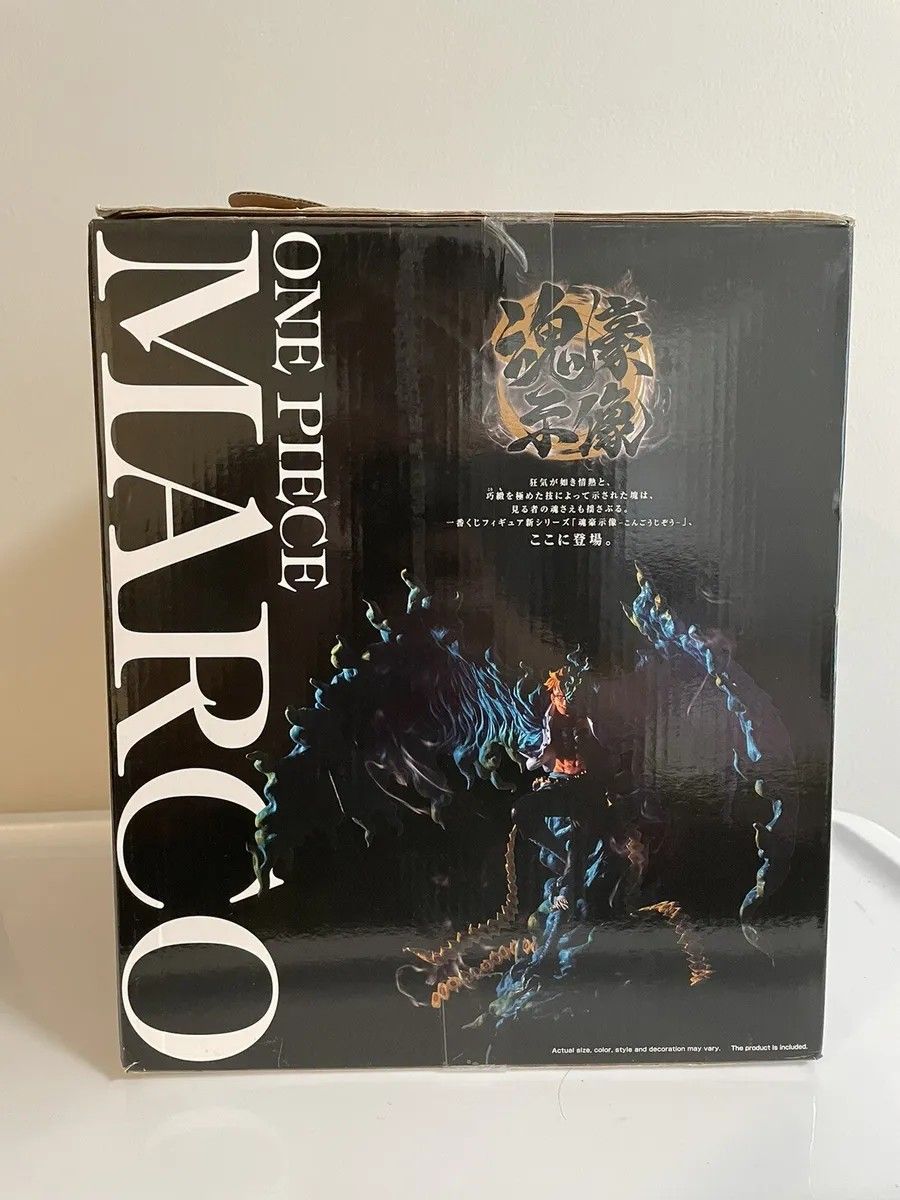 ONE PIECE
MARCO
魂豪
示像
狂気が如き情熱と、
こうち
巧緻を極めた技によって示された塊は、
見る者の魂さえも揺さぶる。
一番くじフィギュア新シリーズ「魂豪示像-こんごうじぞう-」、
ここに登場。
Actual size, color, style and decoration may vary. The product is included.